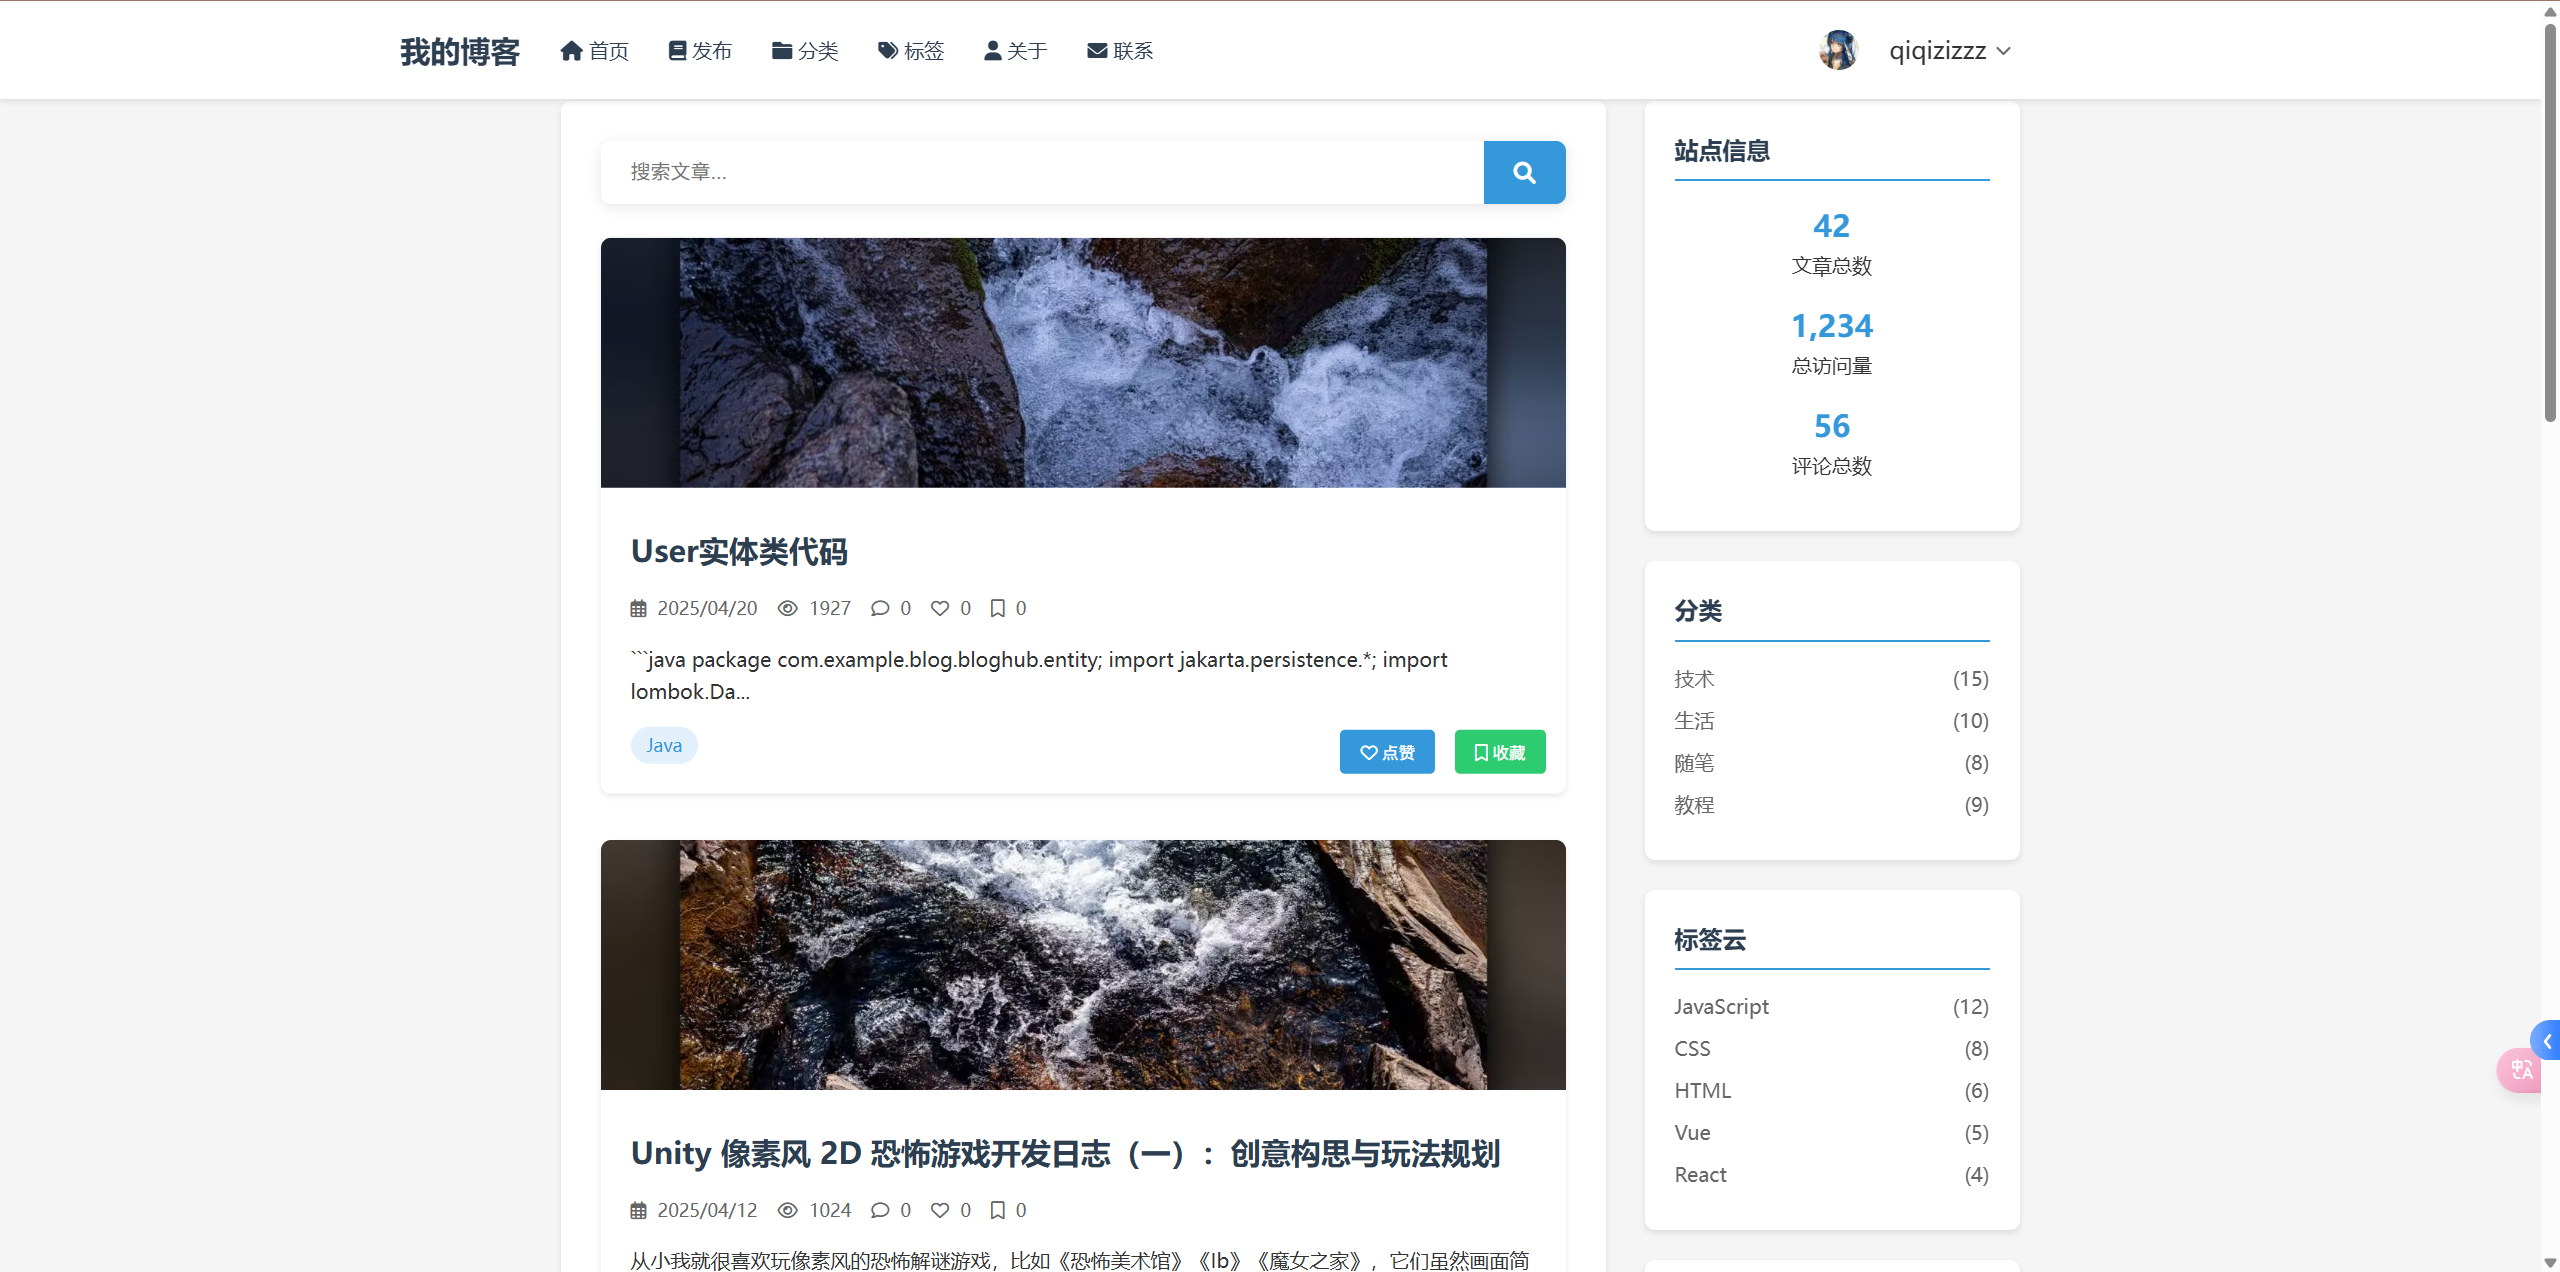 我的博客 首页 发布 分类 标签 关于 联系 qiqizizzz
搜索文章...
User实体类代码
2025/04/20 1927 0 0 0
```java package com.example.blog.bloghub.entity; import jakarta.persistence.*; import
lombok.Da...
Java 点赞 收藏
Unity 像素风 2D 恐怖游戏开发日志（一）：创意构思与玩法规划
2025/04/12 1024 0 0 0
从小我就很喜欢玩像素风的恐怖解谜游戏，比如《恐怖美术馆》《Ib》《魔女之家》，它们虽然画面简
站点信息
42
文章总数
1,234
总访问量
56
评论总数
分类
技术 (15)
生活 (10)
随笔 (8)
教程 (9)
标签云
JavaScript (12)
CSS (8)
HTML (6)
Vue (5)
React (4)
中A